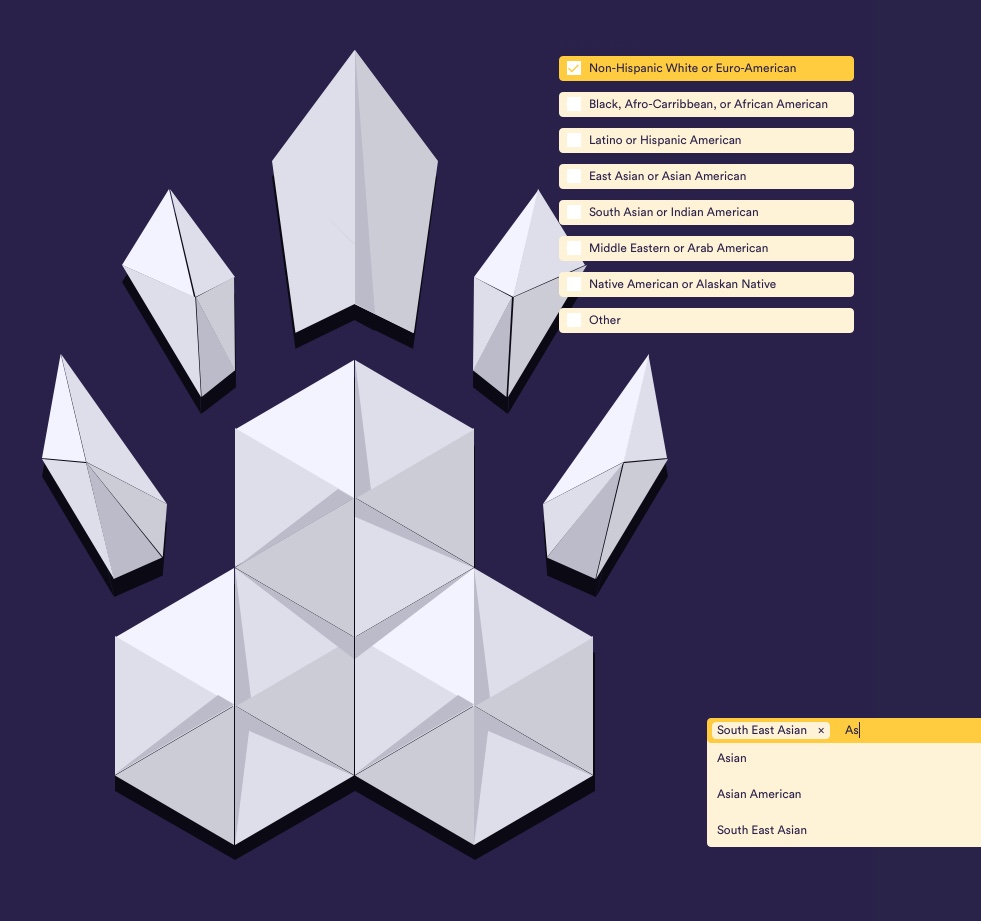 Non-Hispanic White or Euro-American
Black, Afro-Carribbean, or African American
Latino or Hispanic American
East Asian or Asian American
South Asian or Indian American
Middle Eastern or Arab American
Native American or Alaskan Native
Other
South East Asian × As
Asian
Asian American
South East Asian